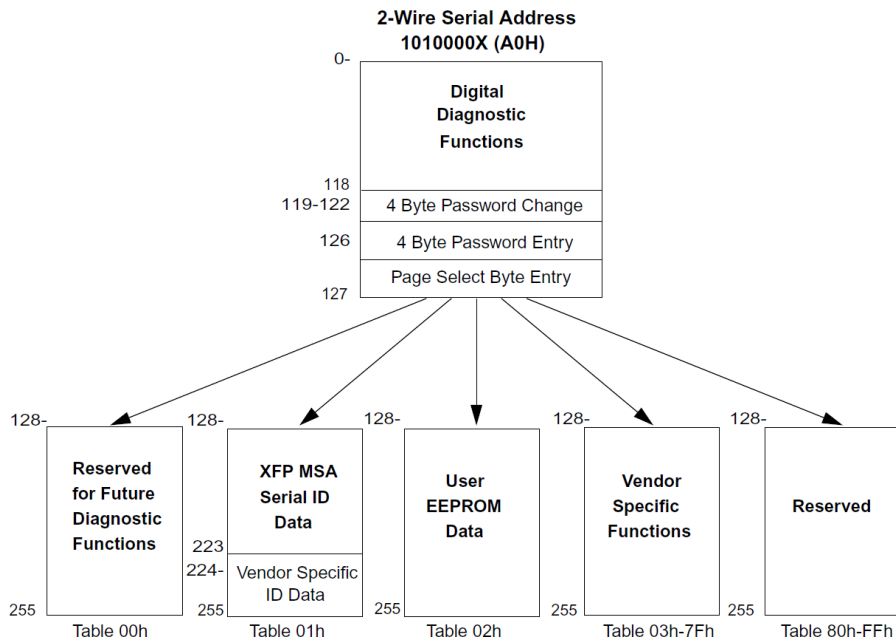 2-Wire Serial Address
1010000X (A0H)
0-
Digital
Diagnostic
Functions
118
119-122
4 Byte Password Change
126
4 Byte Password Entry
Page Select Byte Entry
127
128-
Reserved
for Future
Diagnostic
Functions
255
Table 00h
128-
XFP MSA
Serial ID
Data
223
224-
Vendor Specific
ID Data
255
Table 01h
128-
User
EEPROM
Data
255
Table 02h
128-
Vendor
Specific
Functions
255
Table 03h-7Fh
128-
Reserved
255
Table 80h-FFh